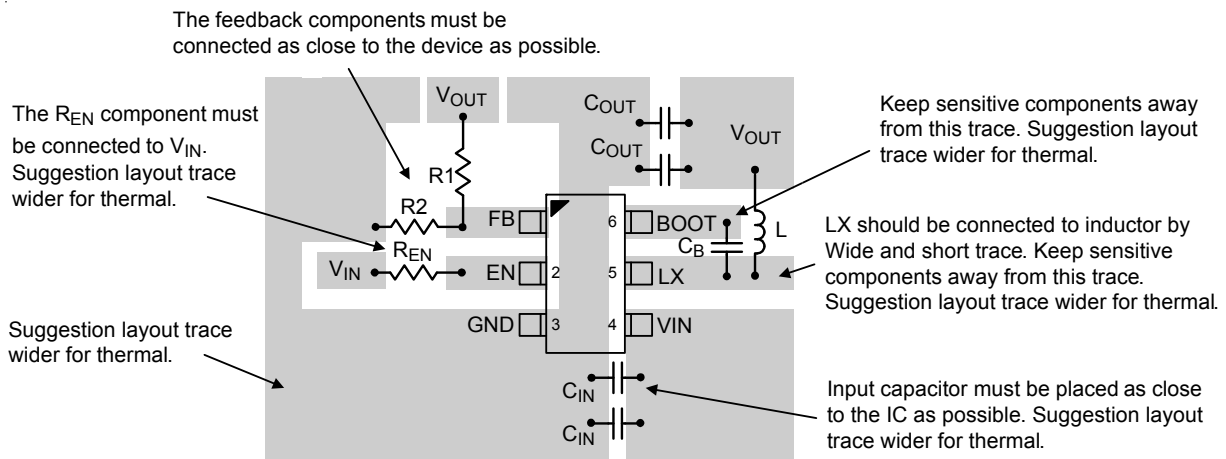 The feedback components must be
connected as close to the device as possible.
The REN component must
be connected to VIN.
Suggestion layout trace
wider for thermal.
Suggestion layout trace
wider for thermal.
VOUT
R1
R2
REN
VIN
FB
EN
2
GND
3
6
BOOT
5
LX
4
VIN
COUT
COUT
VOUT
CB
L
CIN
CIN
Keep sensitive components away
from this trace. Suggestion layout
trace wider for thermal.
LX should be connected to inductor by
Wide and short trace. Keep sensitive
components away from this trace.
Suggestion layout trace wider for thermal.
Input capacitor must be placed as close
to the IC as possible. Suggestion layout
trace wider for thermal.